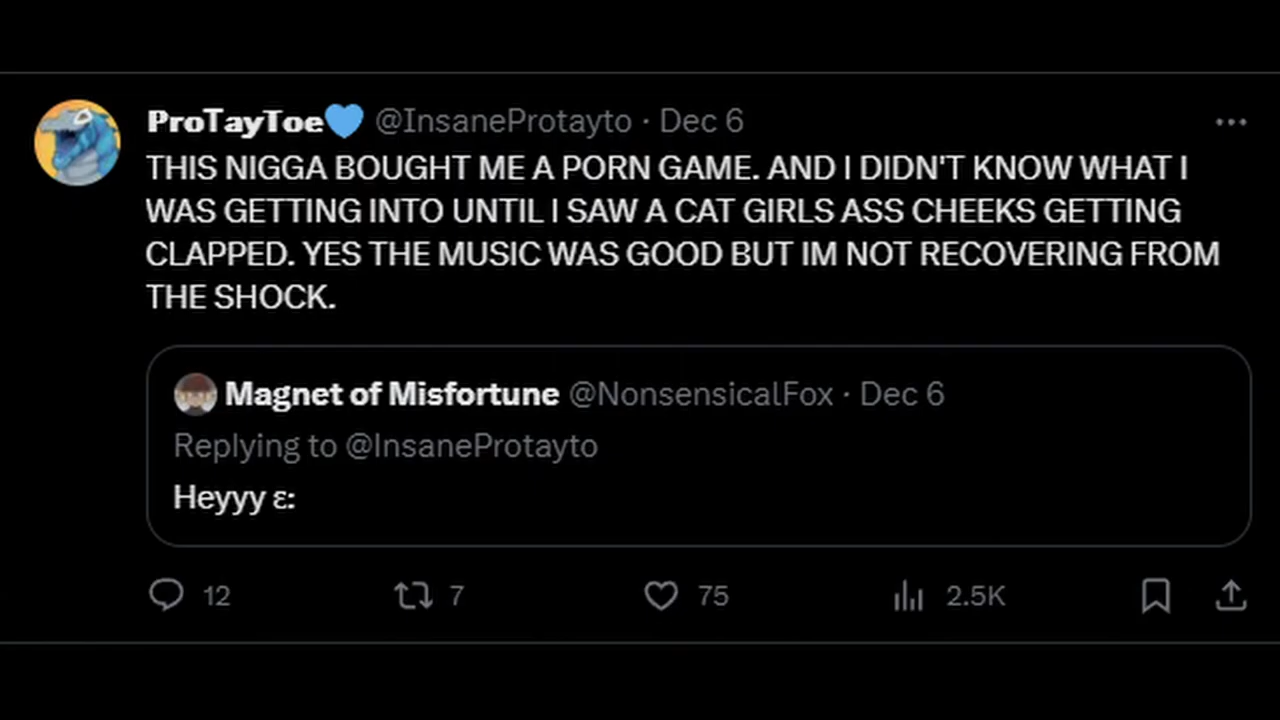 ProTayToe💙 @InsaneProtayto · Dec 6
THIS NIGGA BOUGHT ME A PORN GAME. AND I DIDN'T KNOW WHAT I
WAS GETTING INTO UNTIL I SAW A CAT GIRLS ASS CHEEKS GETTING
CLAPPED. YES THE MUSIC WAS GOOD BUT IM NOT RECOVERING FROM
THE SHOCK.
Magnet of Misfortune @NonsensicalFox · Dec 6
Replying to @InsaneProtayto
Heyyy ε:
12 7 75 2.5K